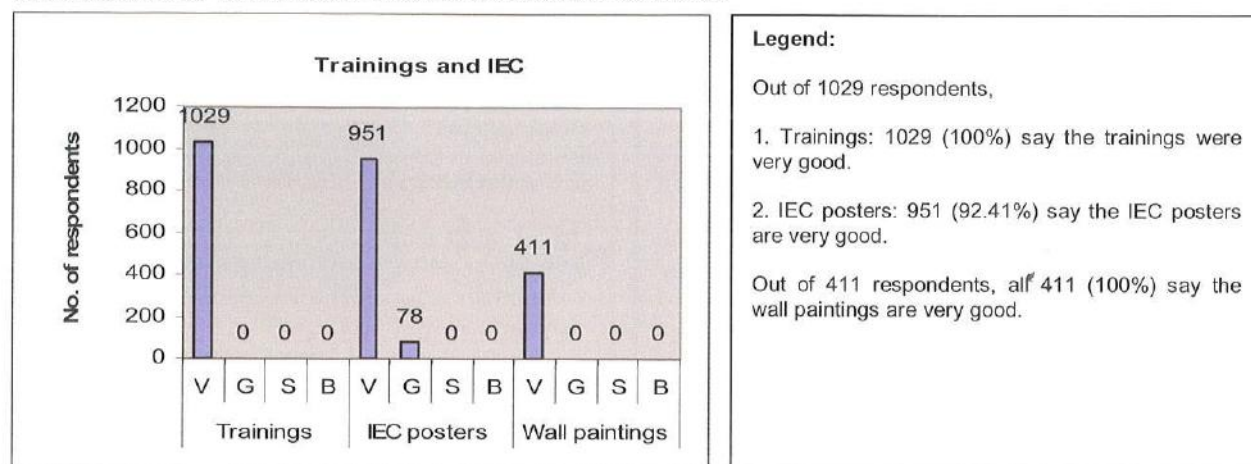 Trainings and IEC
No. of respondents
1200
1000
800
600
400
200
0
1029
0
0
0
951
78
0
0
411
0
0
0
V G S B V G S B V G S B
Trainings IEC posters Wall paintings
Legend:
Out of 1029 respondents,
1. Trainings: 1029 (100%) say the trainings were
very good.
2. IEC posters: 951 (92.41%) say the IEC posters
are very good.
Out of 411 respondents, all 411 (100%) say the
wall paintings are very good.